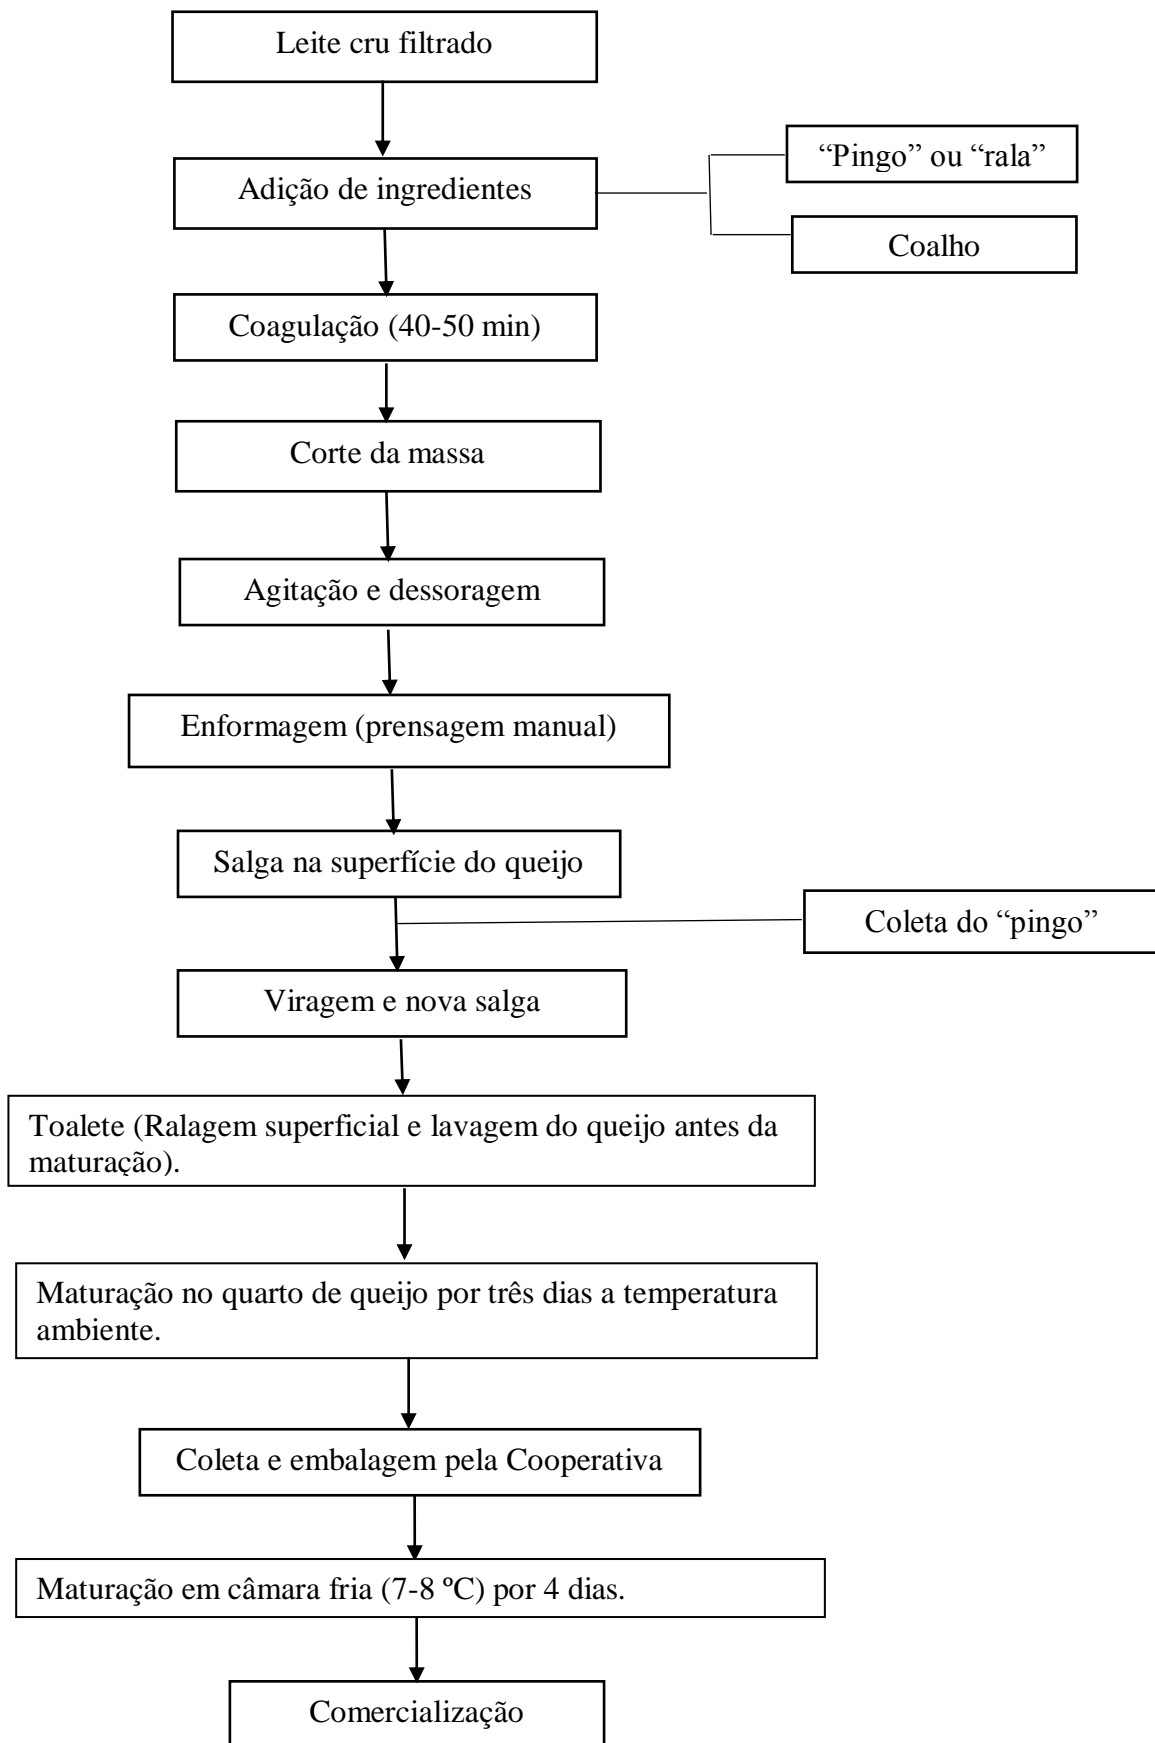 Leite cru filtrado
“Pingo” ou “rala”
Adição de ingredientes
Coalho
Coagulação (40-50 min)
Corte da massa
Agitação e dessoragem
Enformagem (prensagem manual)
Salga na superfície do queijo
Coleta do “pingo”
Viragem e nova salga
Toalete (Ralagem superficial e lavagem do queijo antes da
maturação).
Maturação no quarto de queijo por três dias a temperatura
ambiente.
Coleta e embalagem pela Cooperativa
Maturação em câmara fria (7-8 ºC) por 4 dias.
Comercialização